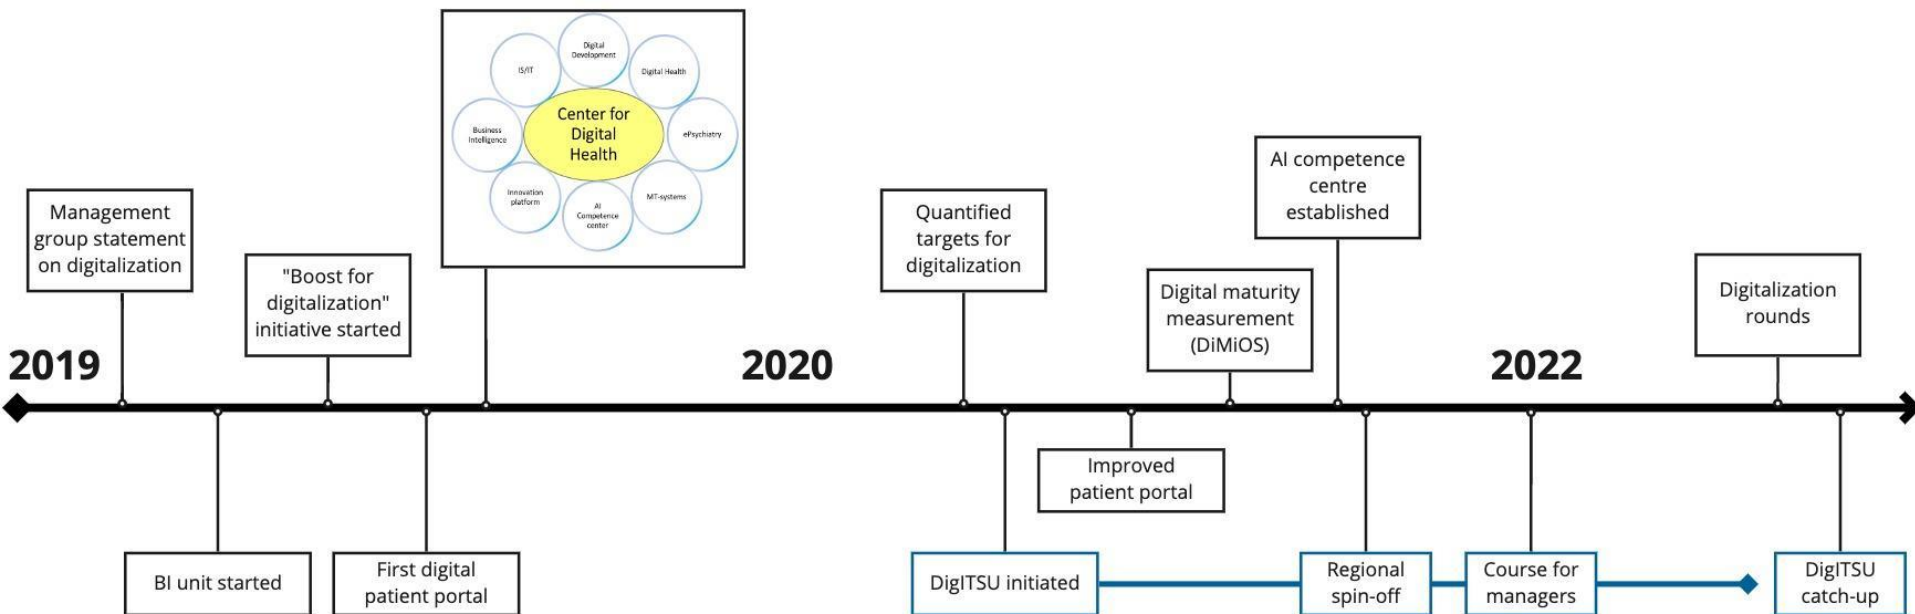 Digital
Development
IS/IT
Digital Health
Center for
Digital
Health
Business
Intelligence
ePsychiatry
Innovation
platform
MT-systems
AI
Competence
center
Management
group statement
on digitalization
"Boost for
digitalization"
initiative started
Quantified
targets for
digitalization
Digital maturity
measurement
(DiMiOS)
AI competence
centre
established
Digitalization
rounds
2019
2020
2022
BI unit started
First digital
patient portal
Improved
patient portal
DigITSU initiated
Regional
spin-off
Course for
managers
DigITSU
catch-up